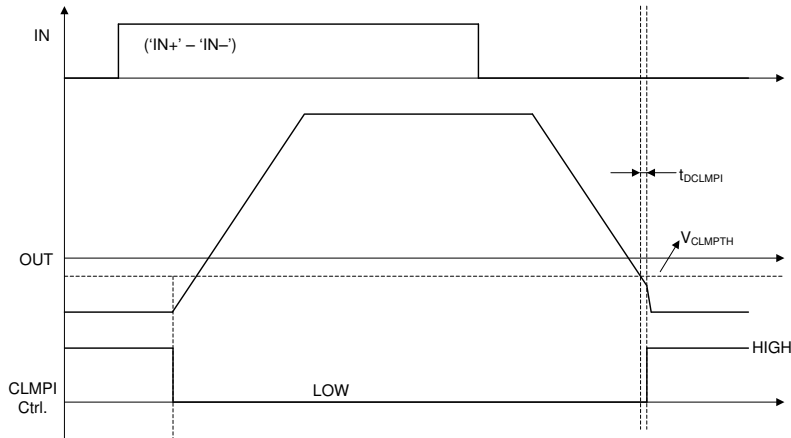 IN
(‘IN+’ – ‘IN–’)
tDCLMPI
VCLMPTH
OUT
HIGH
CLMPI
Ctrl.
LOW